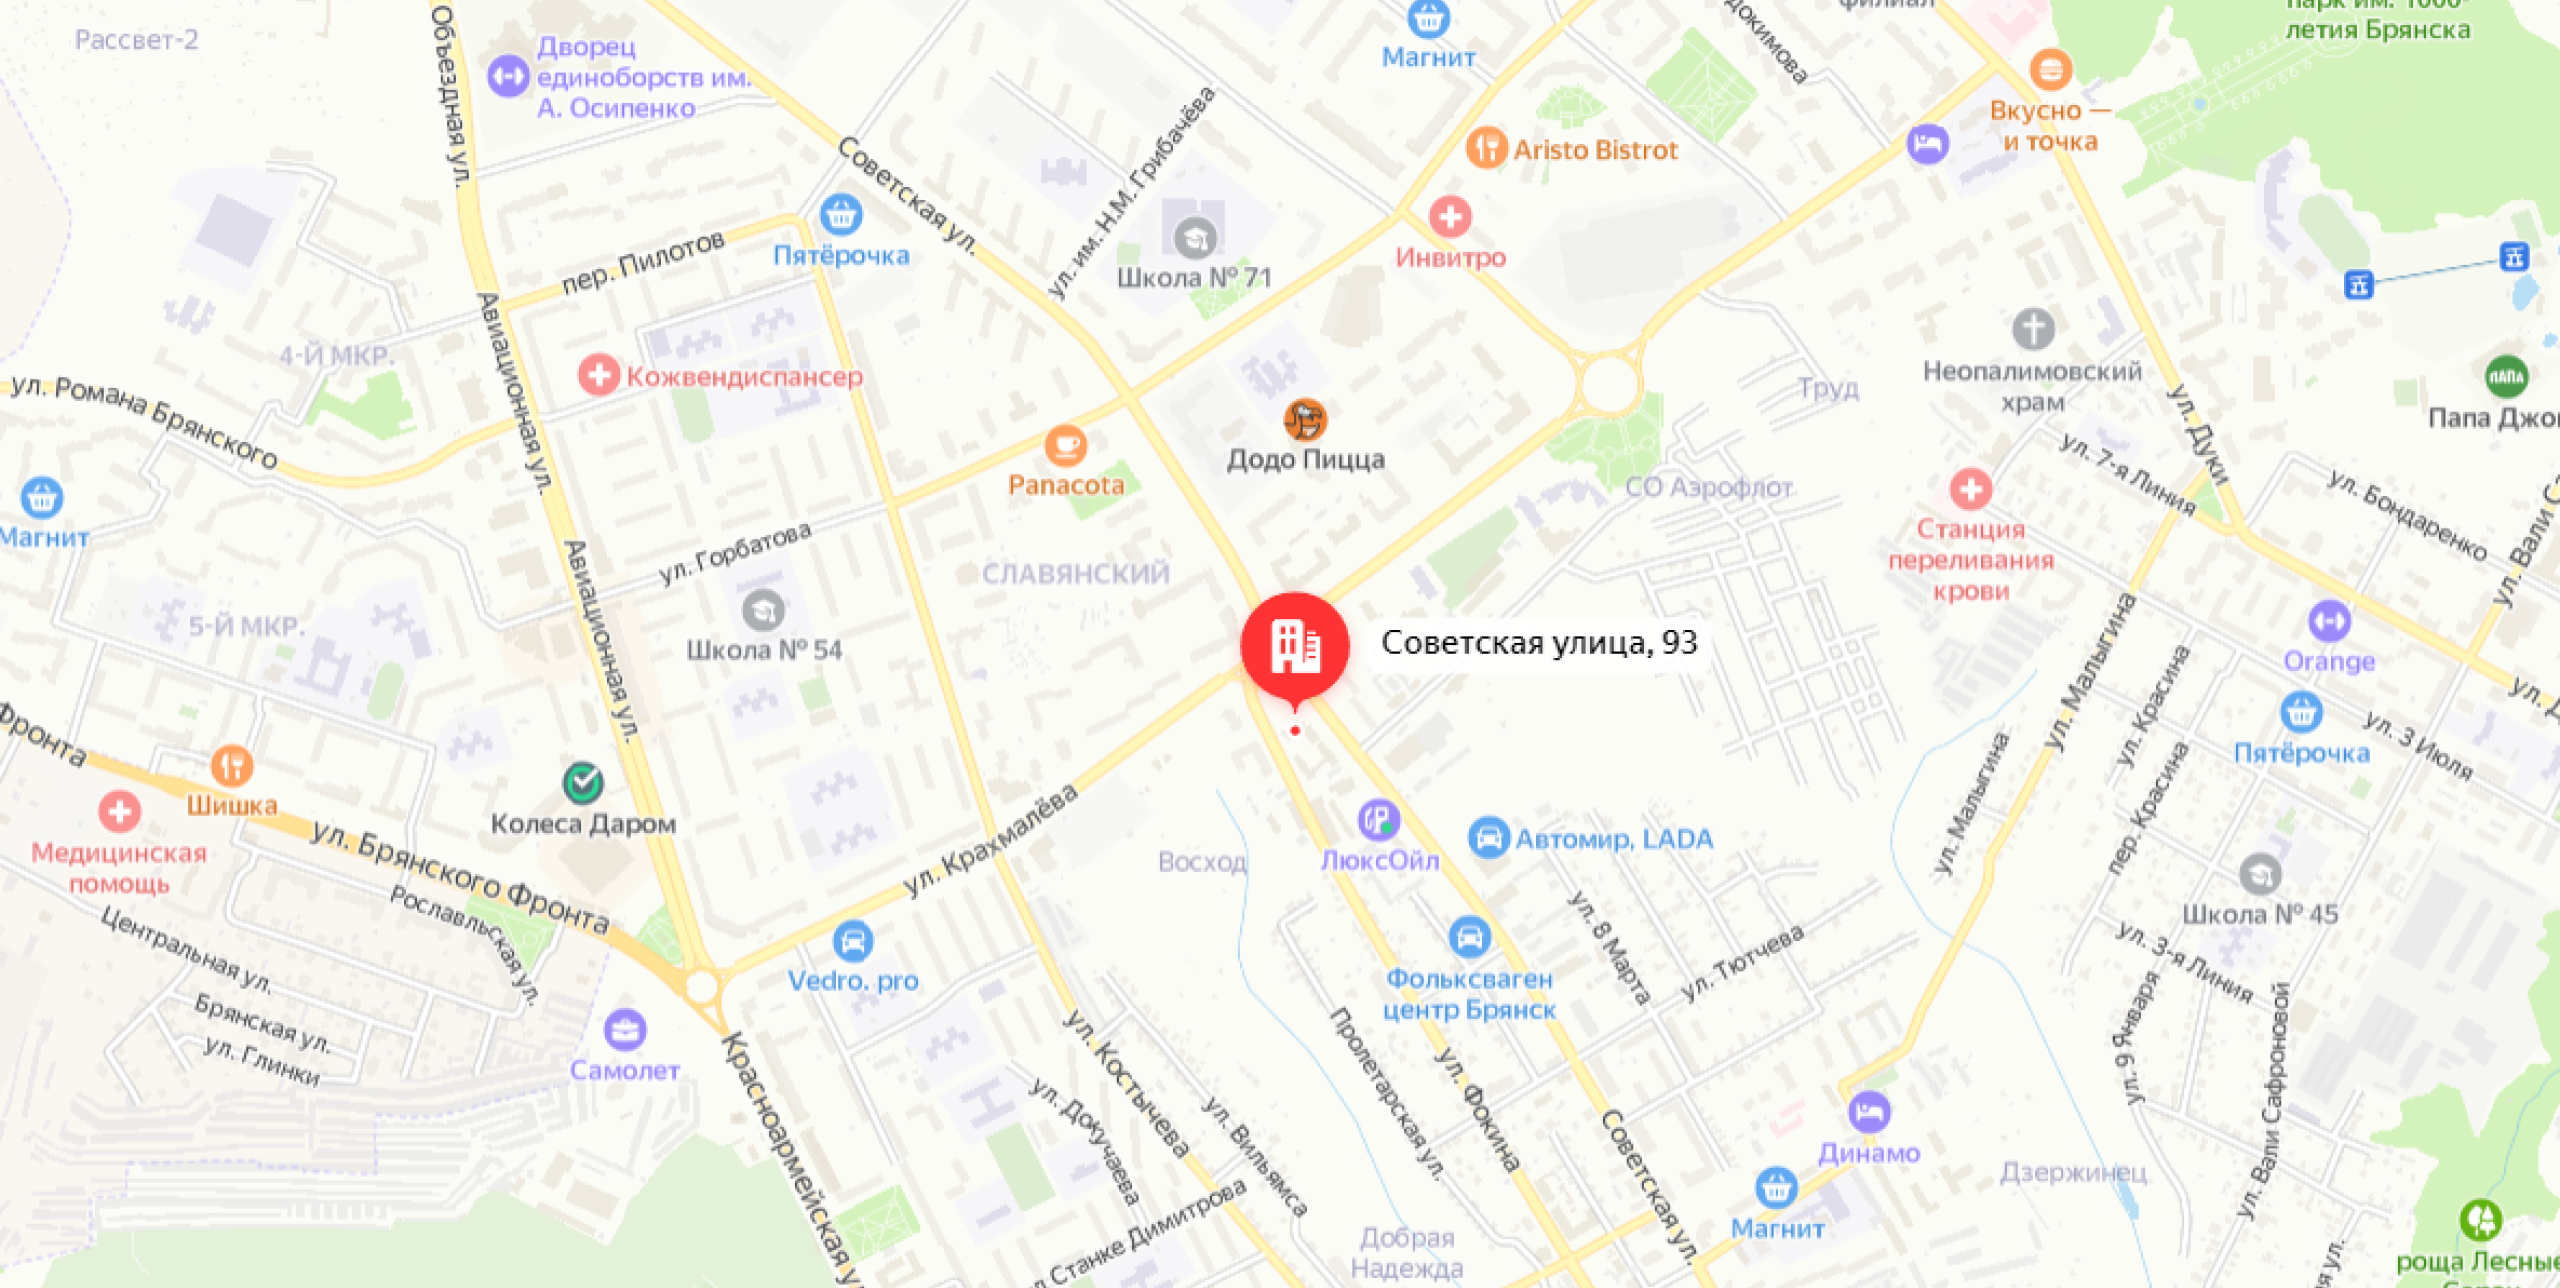 парк им. 1000-
летия Брянска
филиал
Рассвет-2
Объездная ул.
Дворец
единоборств им.
А. Осипенко
Магнит
Вкусно —
и точка
Aristo Bistrot
Советская ул.
ул. им. Н.М. Грибачёва
Школа № 71
Инвитро
Пятёрочка
пер. Пилотов
4-Й МКР.
Авиационная ул.
Кожвендиспансер
ул. Романа Брянского
Неопалимовский
храм
Труд
ул. Дуки
Додо Пицца
Panacota
СО Аэрофлот
ул. 7-я Линия
ул. Бондаренко
ПАПА
Магнит
Станция
переливания
крови
ул. Горбатова
СЛАВЯНСКИЙ
Авиационная ул.
5-Й МКР.
Школа № 54
Советская улица, 93
ул. Малыгина
ул. Красина
Orange
Пятёрочка
ул. 3 Июля
Фронта
Шишка
Медицинская
помощь
Колеса Даром
ул. Брянского Фронта
ул. Крахмалёва
Восход
ЛюксОйл
Автомир, LADA
ул. Малыгина
пер. Красина
Школа № 45
Рославльская ул.
Центральная ул.
Брянская ул.
ул. Глинки
Vedro. pro
Самолет
Фольксваген
центр Брянск
ул. 8 Марта
ул. Тютчева
ул. 3-я Линия
ул. 9 Января
ул. Вали Сафроновой
Красноармейская ул.
ул. Костычева
ул. Докучаева
ул. Вильямса
Пролетарская ул.
ул. Фокина
Советская ул.
Динамо
Дзержинец
Магнит
Станке Димитрова
Добрая
Надежда
роща Лесные